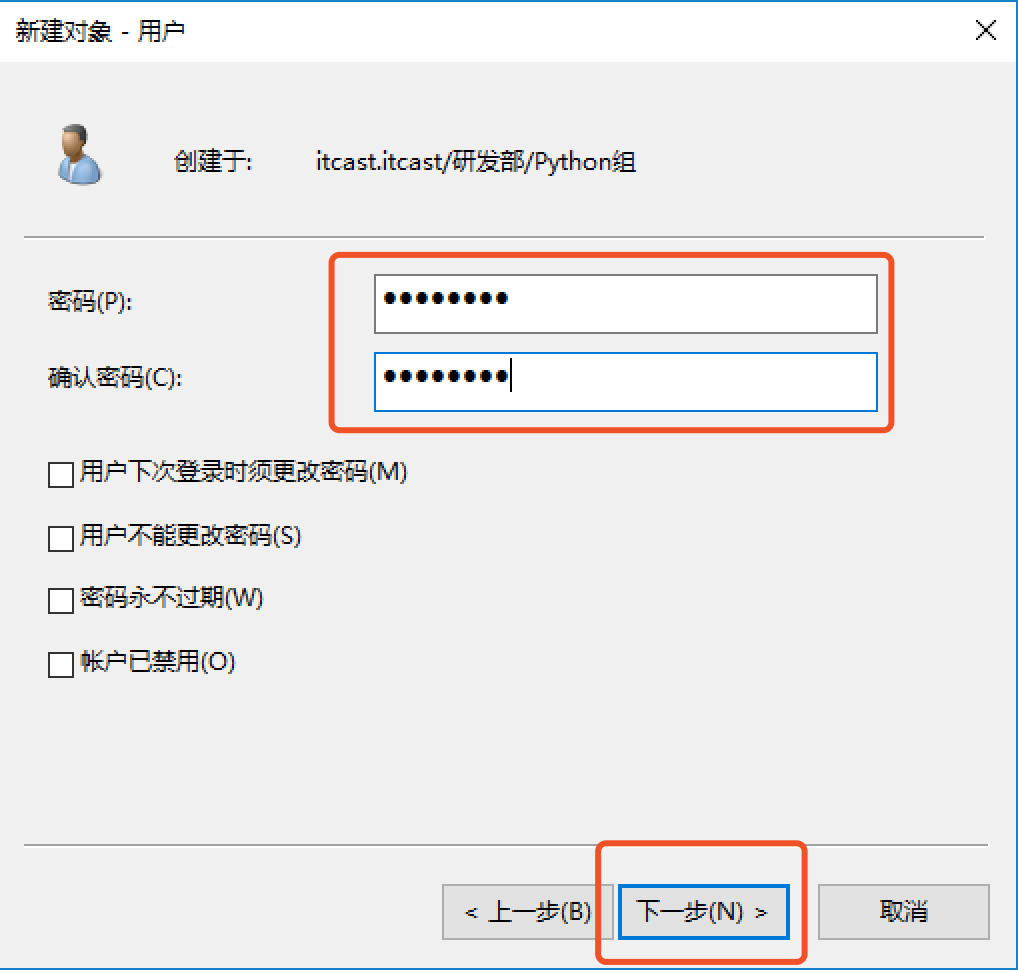 新建对象 - 用户
创建于: itcast.itcast/研发部/Python组
密码(P):
●●●●●●●●
确认密码(C):
●●●●●●●●
用户下次登录时须更改密码(M)
用户不能更改密码(S)
密码永不过期(W)
帐户已禁用(O)
< 上一步(B) 下一步(N) > 取消